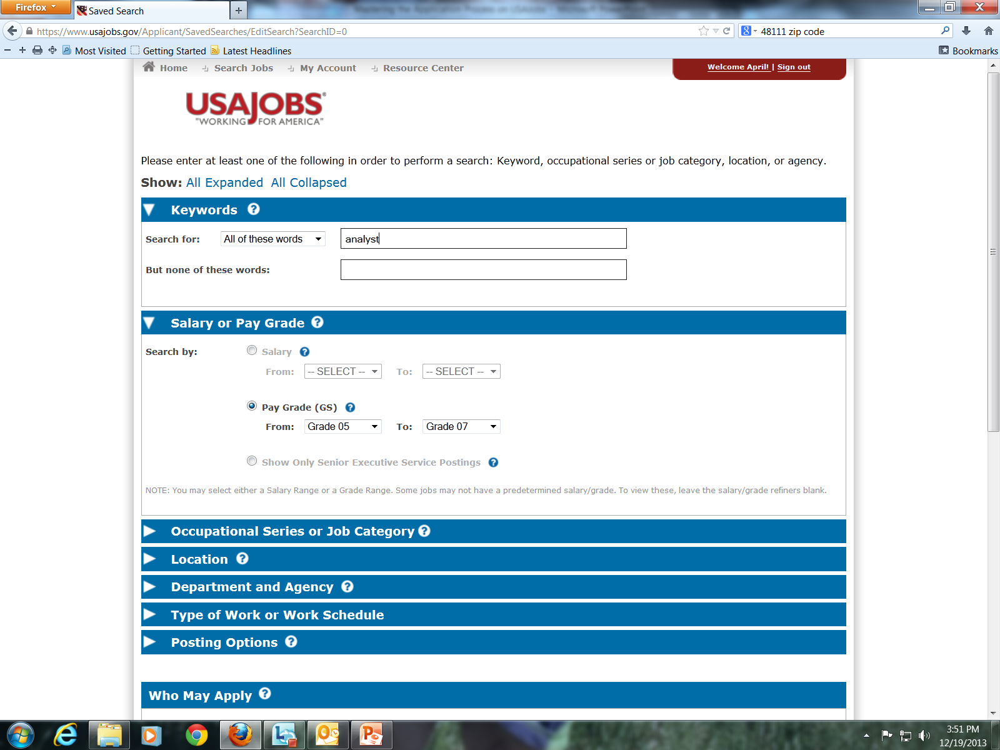 Firefox
Saved Search
https://www.usajobs.gov/Applicant/SavedSearches/EditSearch?SearchID=0
48111 zip code
Most Visited Getting Started Latest Headlines
Bookmarks
Home Search Jobs My Account Resource Center
Welcome April! | Sign out
USAJOBS®
"WORKING FOR AMERICA"
Please enter at least one of the following in order to perform a search: Keyword, occupational series or job category, location, or agency.
Show: All Expanded All Collapsed
Keywords ?
Search for: All of these words analyst
But none of these words:
Salary or Pay Grade ?
Search by: Salary ?
From: -- SELECT -- To: -- SELECT --
Pay Grade (GS) ?
From: Grade 05 To: Grade 07
Show Only Senior Executive Service Postings ?
NOTE: You may select either a Salary Range or a Grade Range. Some jobs may not have a predetermined salary/grade. To view these, leave the salary/grade refiners blank.
Occupational Series or Job Category ?
Location ?
Department and Agency ?
Type of Work or Work Schedule
Posting Options ?
Who May Apply ?
3:51 PM
12/19/2013